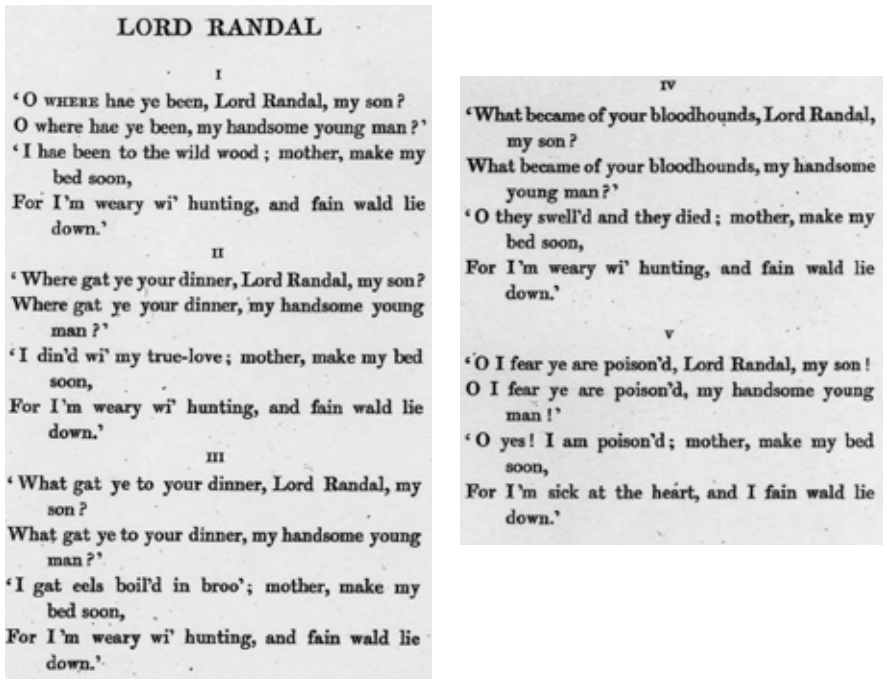 LORD RANDAL
I
‘O WHERE hae ye been, Lord Randal, my son?
O where hae ye been, my handsome young man?’
‘I hae been to the wild wood; mother, make my
bed soon,
For I’m weary wi’ hunting, and fain wald lie
down.’
II
‘Where gat ye your dinner, Lord Randal, my son?
Where gat ye your dinner, my handsome young
man?’
‘I din’d wi’ my true-love; mother, make my bed
soon,
For I’m weary wi’ hunting, and fain wald lie
down.’
III
‘What gat ye to your dinner, Lord Randal, my
son?
What gat ye to your dinner, my handsome young
man?’
‘I gat eels boil’d in broo’; mother, make my
bed soon,
For I’m weary wi’ hunting, and fain wald lie
down.’
IV
‘What became of your bloodhounds, Lord Randal,
my son?
What became of your bloodhounds, my handsome
young man?’
‘O they swell’d and they died; mother, make my
bed soon,
For I’m weary wi’ hunting, and fain wald lie
down.’
V
‘O I fear ye are poison’d, Lord Randal, my son!
O I fear ye are poison’d, my handsome young
man!’
‘O yes! I am poison’d; mother, make my bed
soon,
For I’m sick at the heart, and I fain wald lie
down.’